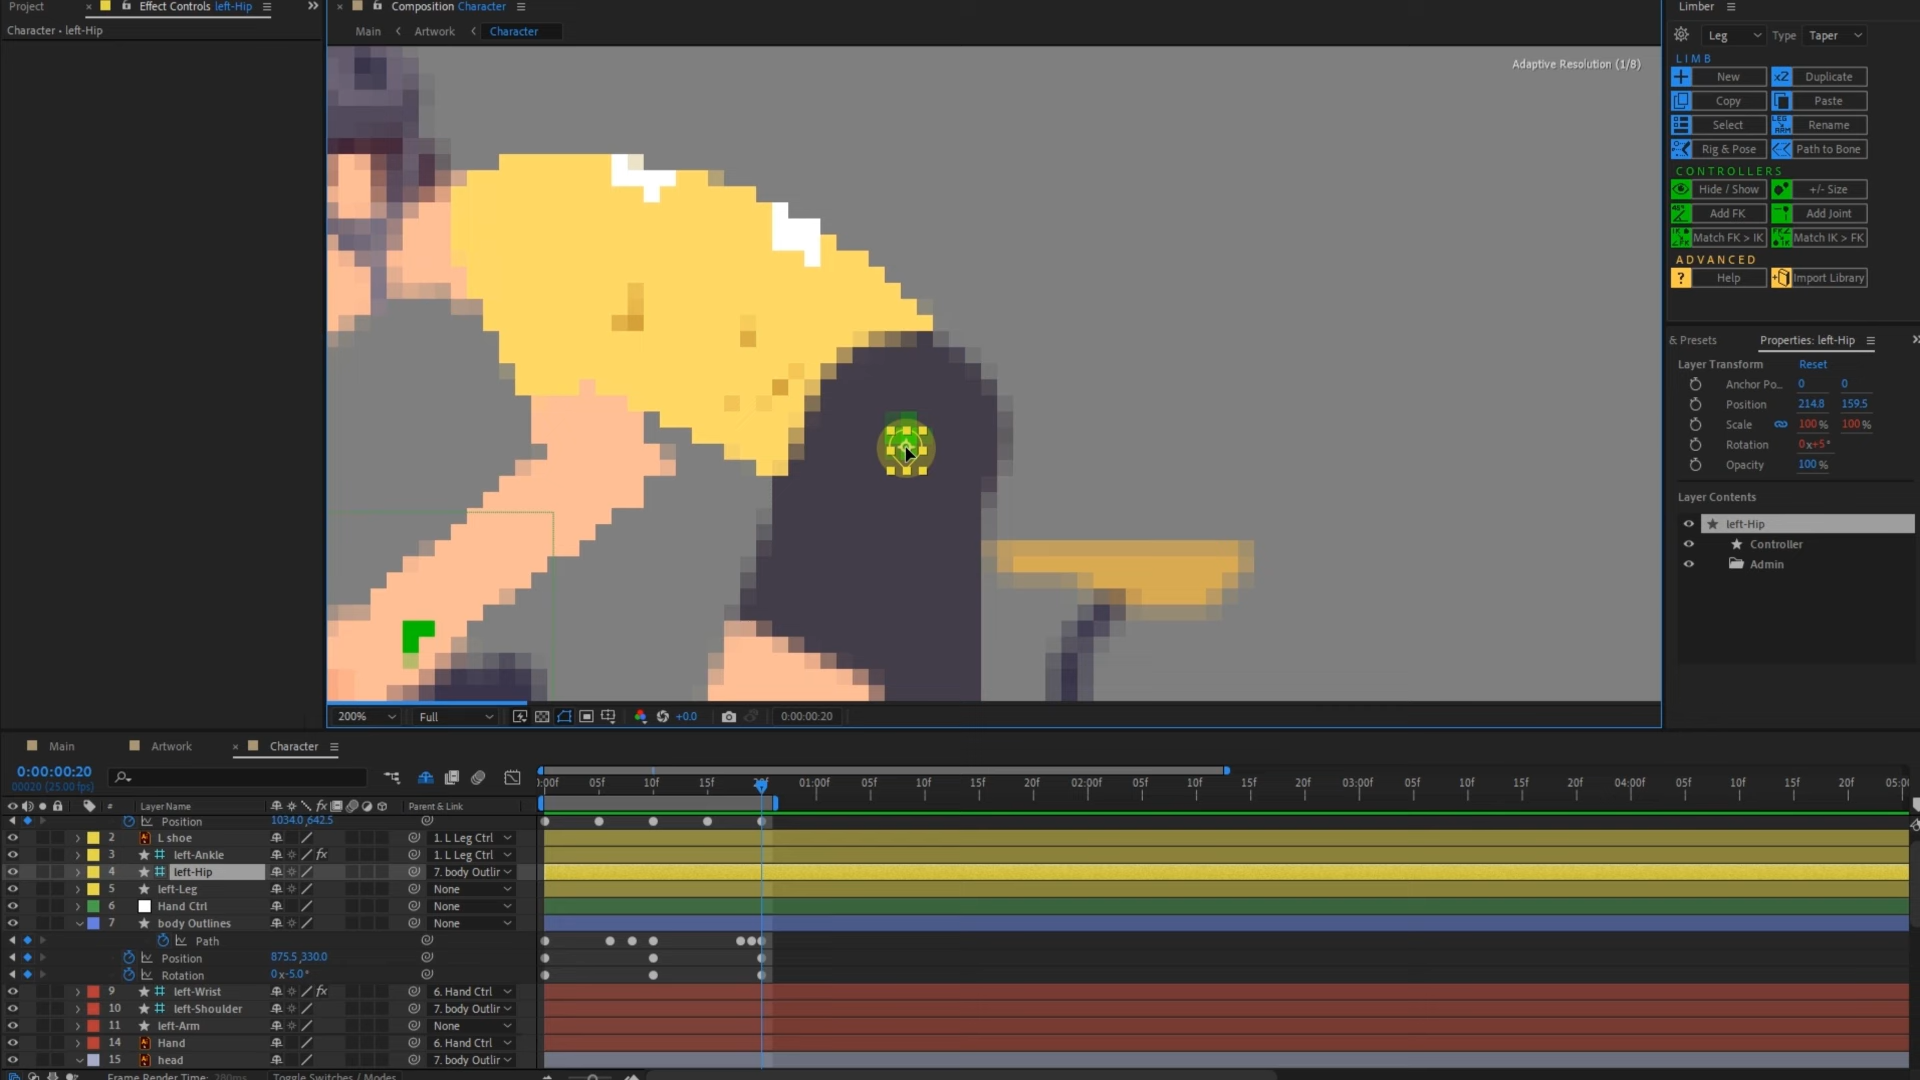 Project
Effect Controls left-Hip
Character • left-Hip
Composition Character
Main
Artwork
Character
Adaptive Resolution (1/8)
200%
Full
+0.0
0:00:00:20
Limber
Leg
Type
Taper
LIMB
New
x2
Duplicate
Copy
Paste
Select
Rename
Rig & Pose
Path to Bone
CONTROLLERS
Hide / Show
+/- Size
Add FK
Add Joint
Match FK > IK
Match IK > FK
ADVANCED
?
Help
Import Library
& Presets
Properties: left-Hip
Layer Transform
Reset
Anchor Po...
0
0
Position
214.8
159.5
Scale
100 %
100 %
Rotation
0x+5°
Opacity
100 %
Layer Contents
left-Hip
Controller
Admin
Main
Artwork
Character
0:00:00:20
00020 (25.00 fps)
:00f
05f
10f
15f
20f
01:00f
05f
10f
15f
20f
02:00f
05f
10f
15f
20f
03:00f
05f
10f
15f
20f
04:00f
05f
10f
15f
20f
05:0
#
Layer Name
fx
Parent & Link
Position
1034.0,642.5
2
L shoe
1. L Leg Ctrl
3
left-Ankle
fx
1. L Leg Ctrl
4
left-Hip
7. body Outlir
5
left-Leg
None
6
Hand Ctrl
None
7
body Outlines
None
Path
Position
875.5,330.0
Rotation
0x-5.0°
9
left-Wrist
fx
6. Hand Ctrl
10
left-Shoulder
7. body Outlir
11
left-Arm
None
14
Hand
6. Hand Ctrl
15
head
7. body Outlir
Frame Render Time: 280ms
Toggle Switches / Modes